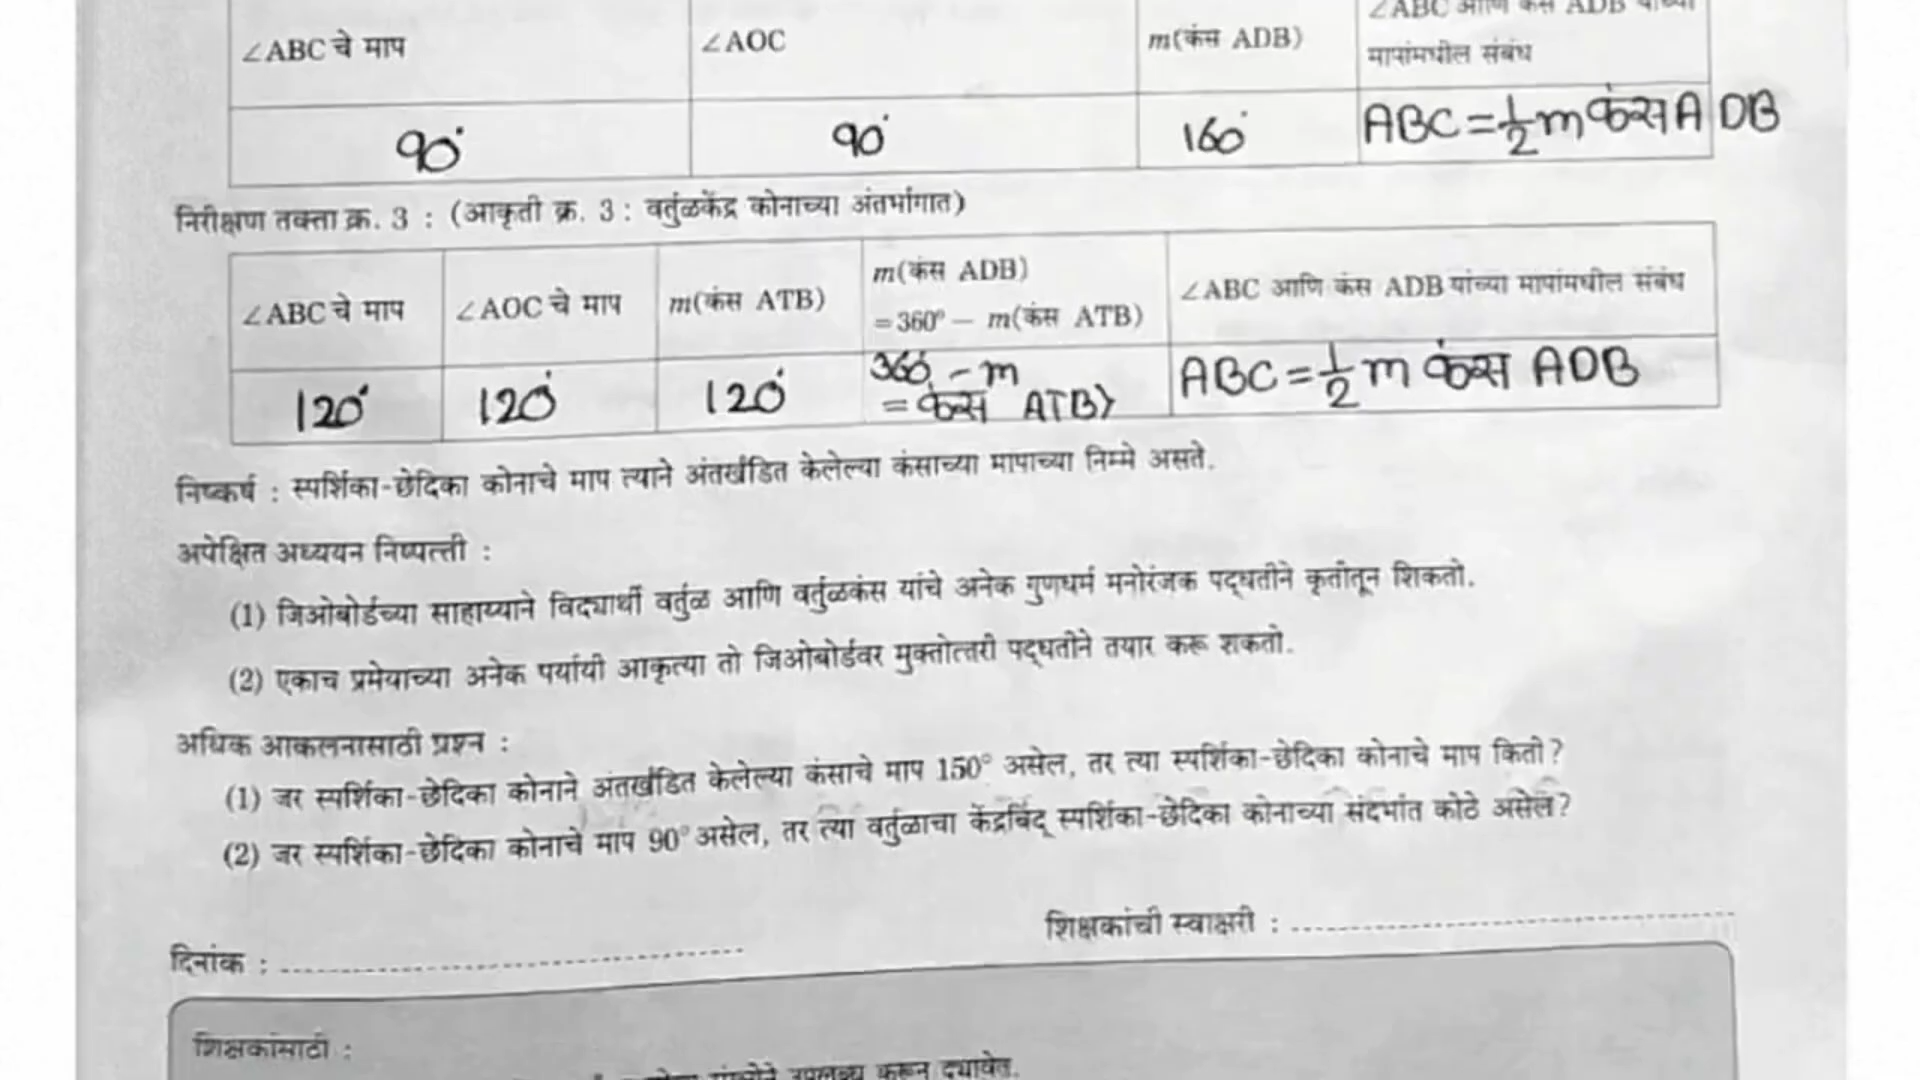 ∠ABC आणि कंस ADB यांच्या
∠ABC चे माप ∠AOC m(कंस ADB) मापांमधील संबंध
90° 90° 160° ABC = 1/2 m कंस ADB
निरीक्षण तक्ता क्र. 3 : (आकृती क्र. 3 : वर्तुळकेंद्र कोनाच्या अंतर्भागात)
∠ABC चे माप ∠AOC चे माप m(कंस ATB) m(कंस ADB) ∠ABC आणि कंस ADB यांच्या मापांमधील संबंध
=360° – m(कंस ATB)
120° 120° 120° 360 – m ABC = 1/2 m कंस ADB
= कंस ATB)
निष्कर्ष : स्पर्शिका-छेदिका कोनाचे माप त्याने अंतर्खंडित केलेल्या कंसाच्या मापाच्या निम्मे असते.
अपेक्षित अध्ययन निष्पत्ती :
(1) जिओबोर्डच्या साहाय्याने विद्यार्थी वर्तुळ आणि वर्तुळकंस यांचे अनेक गुणधर्म मनोरंजक पद्धतीने कृतीतून शिकतो.
(2) एकाच प्रमेयाच्या अनेक पर्यायी आकृत्या तो जिओबोर्डवर मुक्तोत्तरी पद्धतीने तयार करू शकतो.
अधिक आकलनासाठी प्रश्न :
(1) जर स्पर्शिका-छेदिका कोनाने अंतर्खंडित केलेल्या कंसाचे माप 150° असेल, तर त्या स्पर्शिका-छेदिका कोनाचे माप किती?
(2) जर स्पर्शिका-छेदिका कोनाचे माप 90° असेल, तर त्या वर्तुळाचा केंद्रबिंदू स्पर्शिका-छेदिका कोनाच्या संदर्भात कोठे असेल?
शिक्षकांची स्वाक्षरी :
दिनांक :
शिक्षकांसाठी :
उपलब्ध करून द्यावेत.